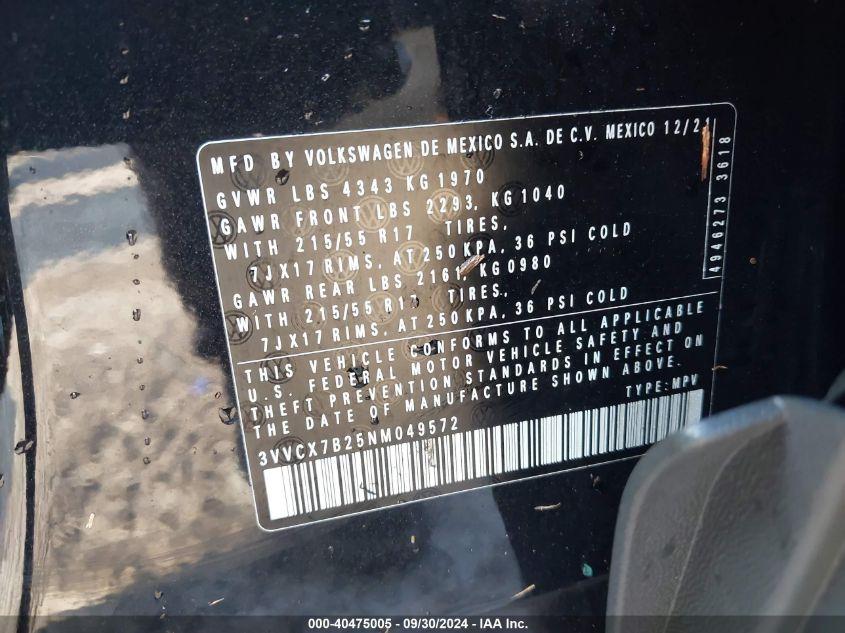 MFD BY VOLKSWAGEN DE MEXICO S.A. DE C.V. MEXICO 12/21
GVWR LBS 4343 KG 1970
GAWR FRONT LBS 2293, KG 1040
WITH 215/55 R17 TIRES,
7JX17 RIMS, AT 250 KPA, 36 PSI COLD
GAWR REAR LBS 2161 KG0980
WITH 215/55 R17 TIRES,
7JX17 RIMS, AT 250KPA, 36 PSI COLD
THIS VEHICLE CONFORMS TO ALL APPLICABLE
U.S. FEDERAL MOTOR VEHICLE SAFETY AND
THEFT PREVENTION STANDARDS IN EFFECT ON
THE DATE OF MANUFACTURE SHOWN ABOVE.
TYPE: MPV
3VVCX7B25NM049572
4946273 3618
000-40475005 - 09/30/2024 - IAA Inc.